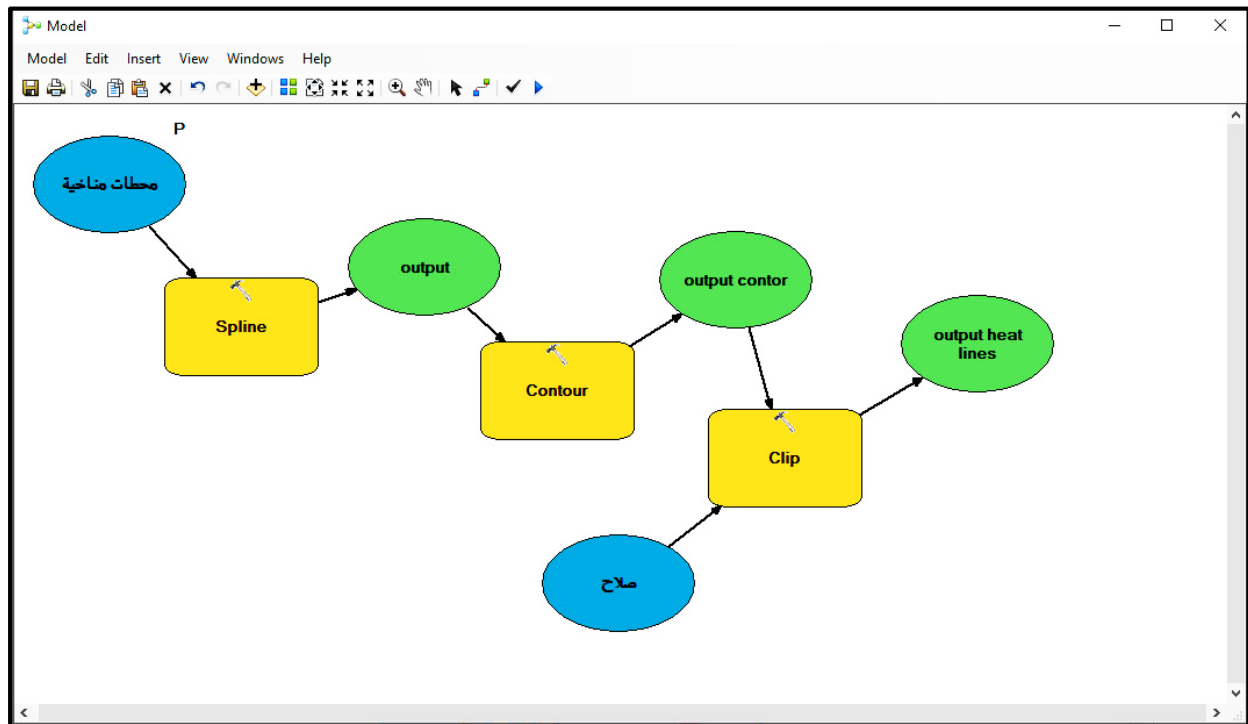 Model
Model Edit Insert View Windows Help
P
محطات مناخية
Spline
output
Contour
output contor
Clip
output heat
lines
صلاح